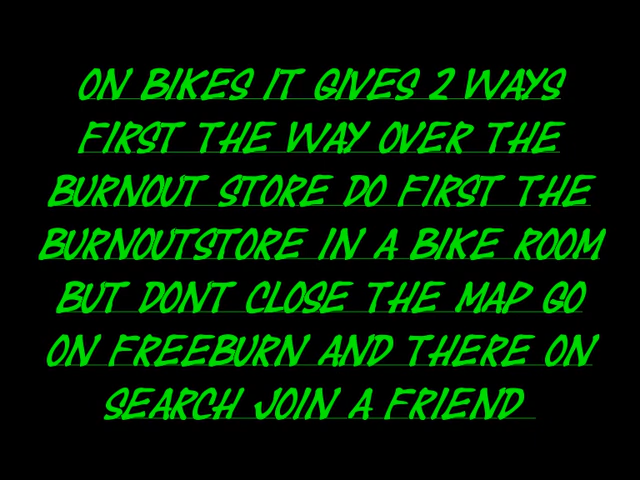 ON BIKES IT GIVES 2 WAYS
FIRST THE WAY OVER THE
BURNOUT STORE DO FIRST THE
BURNOUTSTORE IN A BIKE ROOM
BUT DONT CLOSE THE MAP GO
ON FREEBURN AND THERE ON
SEARCH JOIN A FRIEND